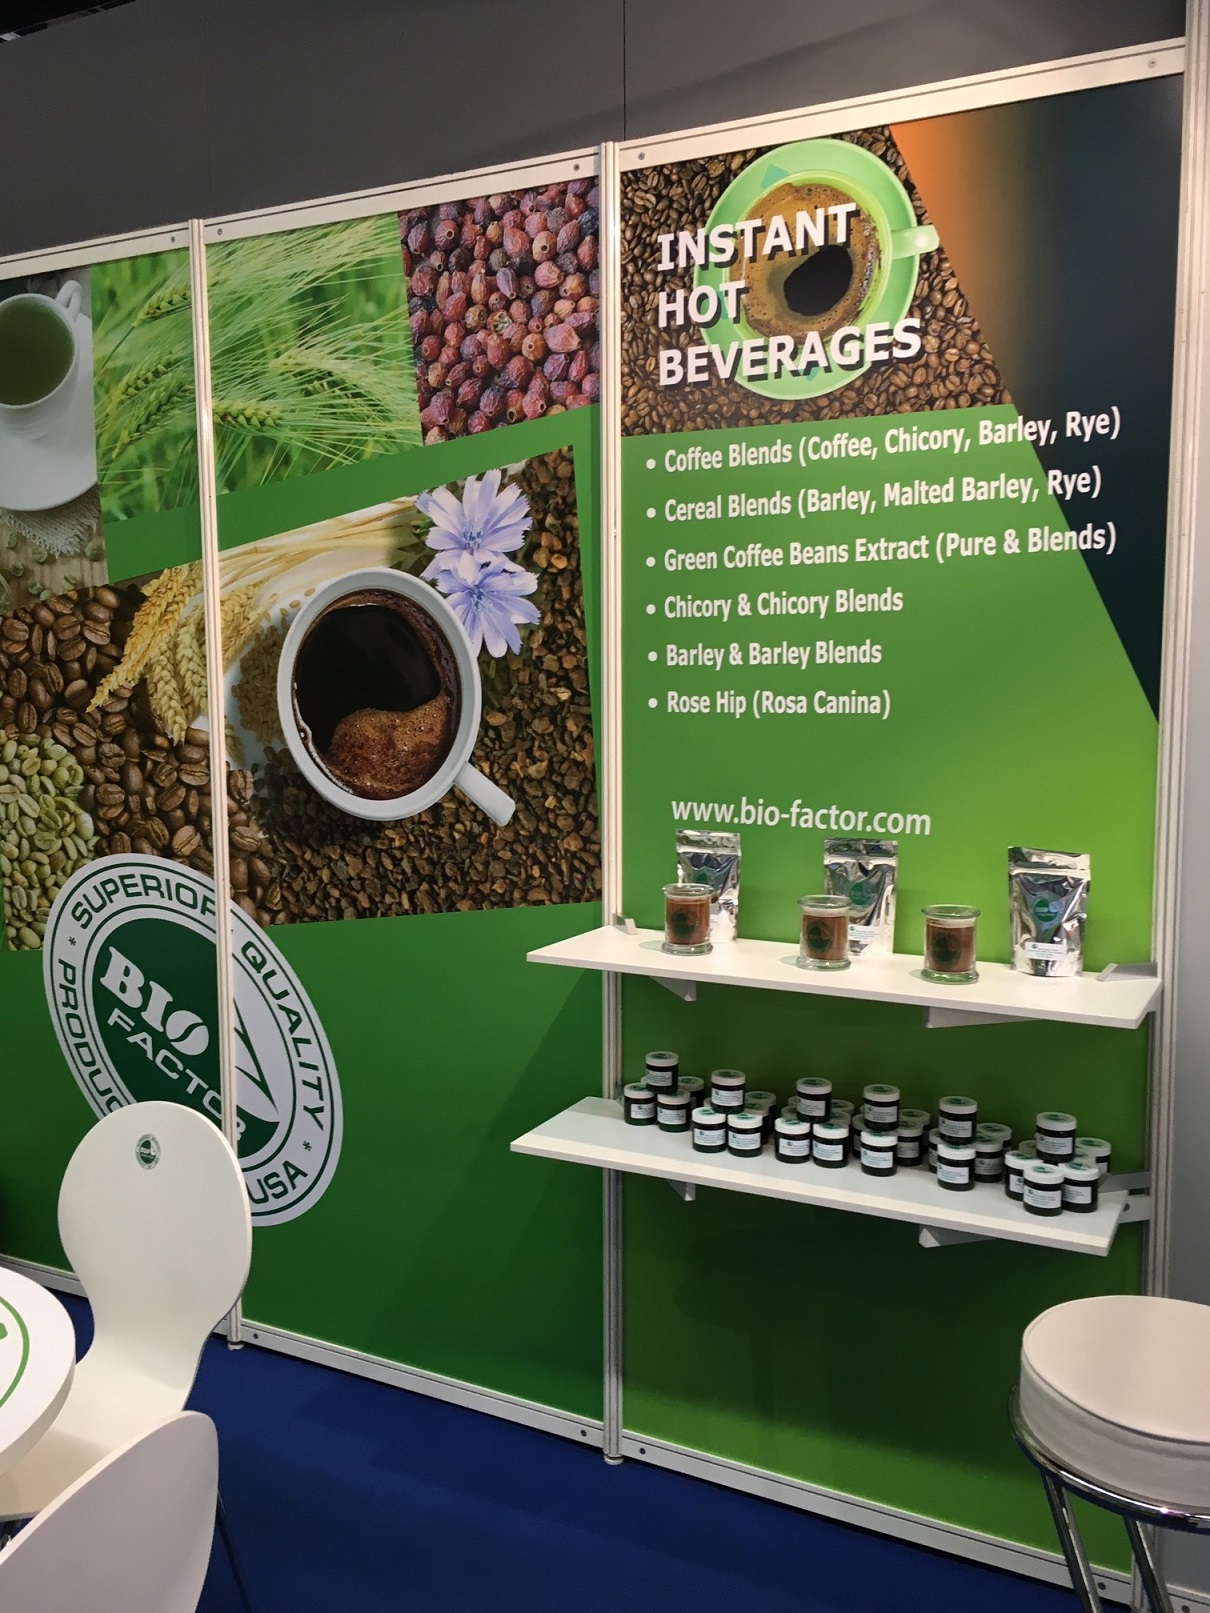 INSTANT
HOT
BEVERAGES
• Coffee Blends (Coffee, Chicory, Barley, Rye)
• Cereal Blends (Barley, Malted Barley, Rye)
• Green Coffee Beans Extract (Pure & Blends)
• Chicory & Chicory Blends
• Barley & Barley Blends
• Rose Hip (Rosa Canina)
www.bio-factor.com
SUPERIOR QUALITY
BIO
FACTOR
USA